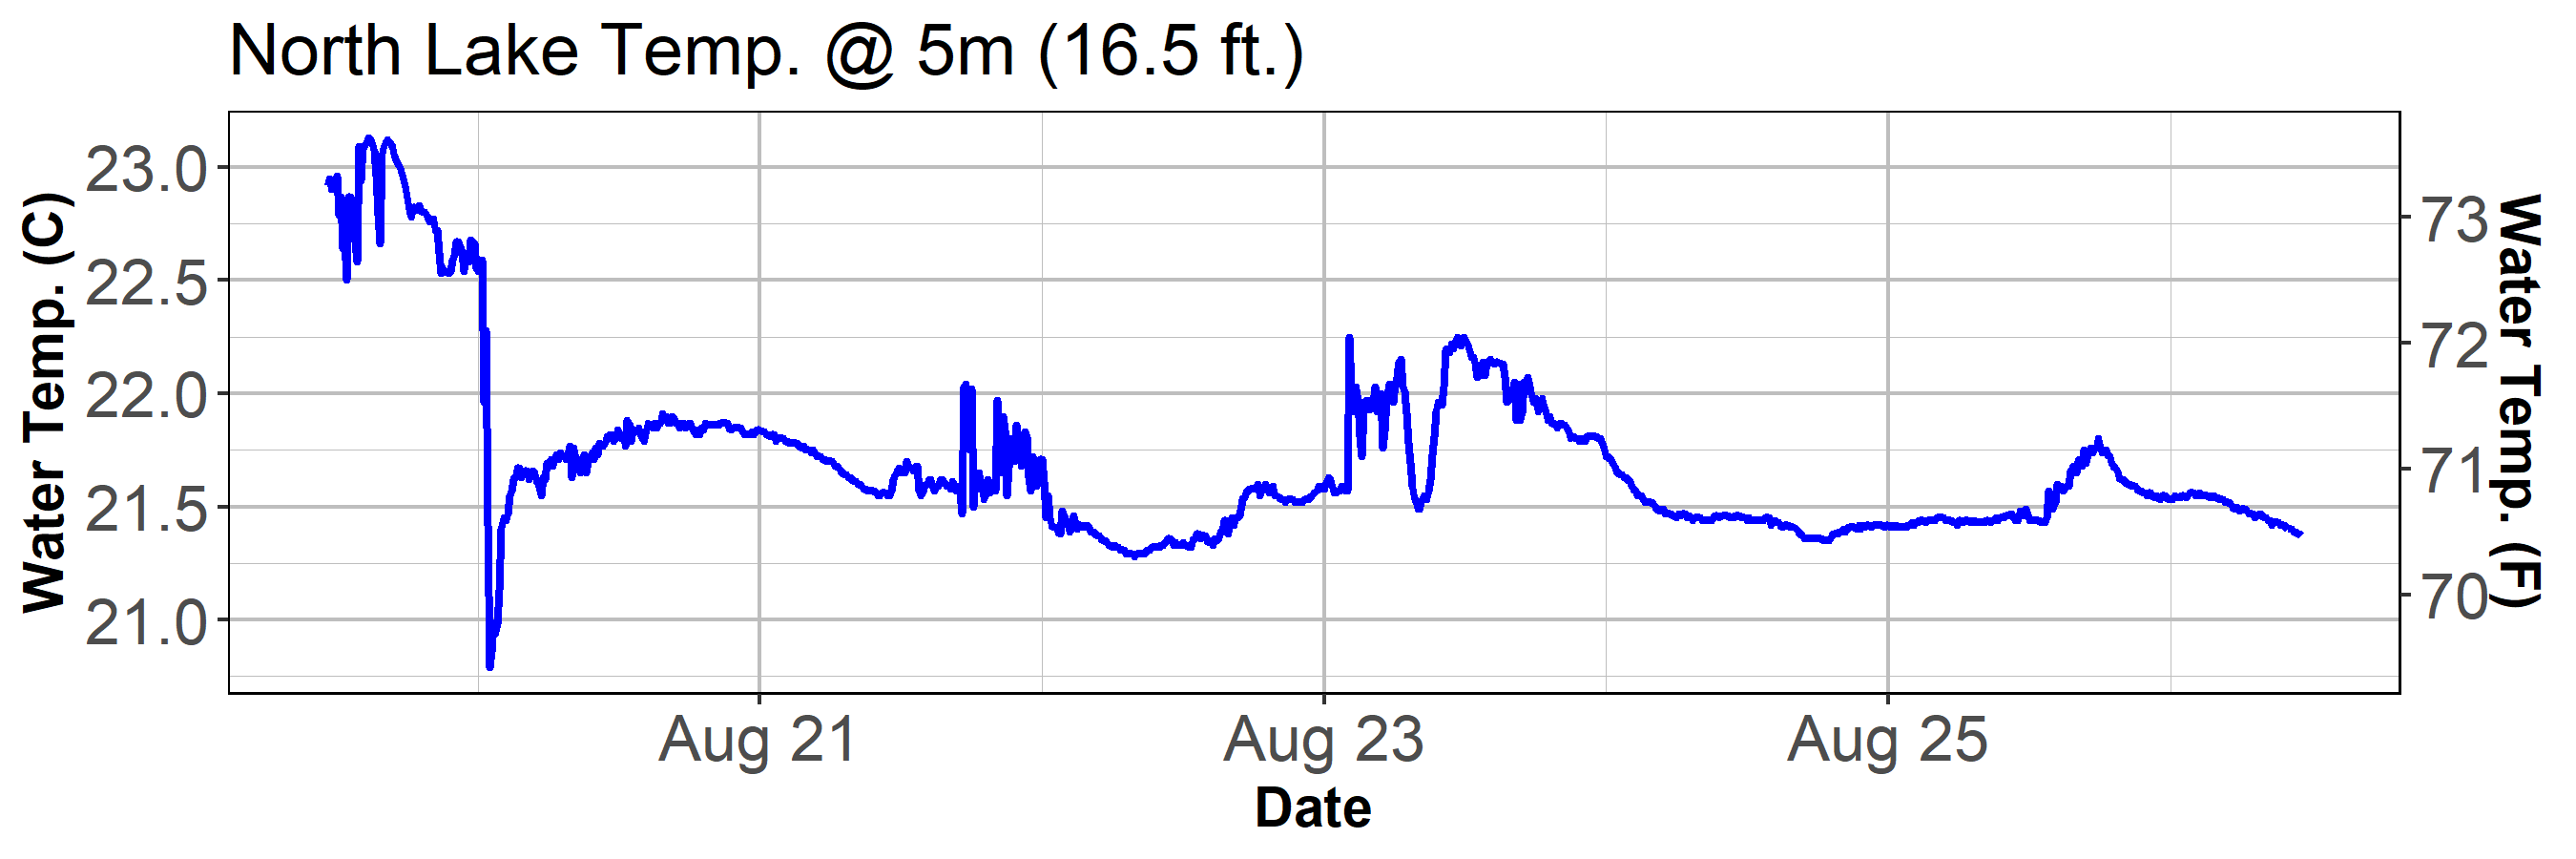 North Lake Temp. @ 5m (16.5 ft.)
Water Temp. (C)
23.0
22.5
22.0
21.5
21.0
73
72
71
70
Water Temp. (F)
Aug 21
Aug 23
Aug 25
Date